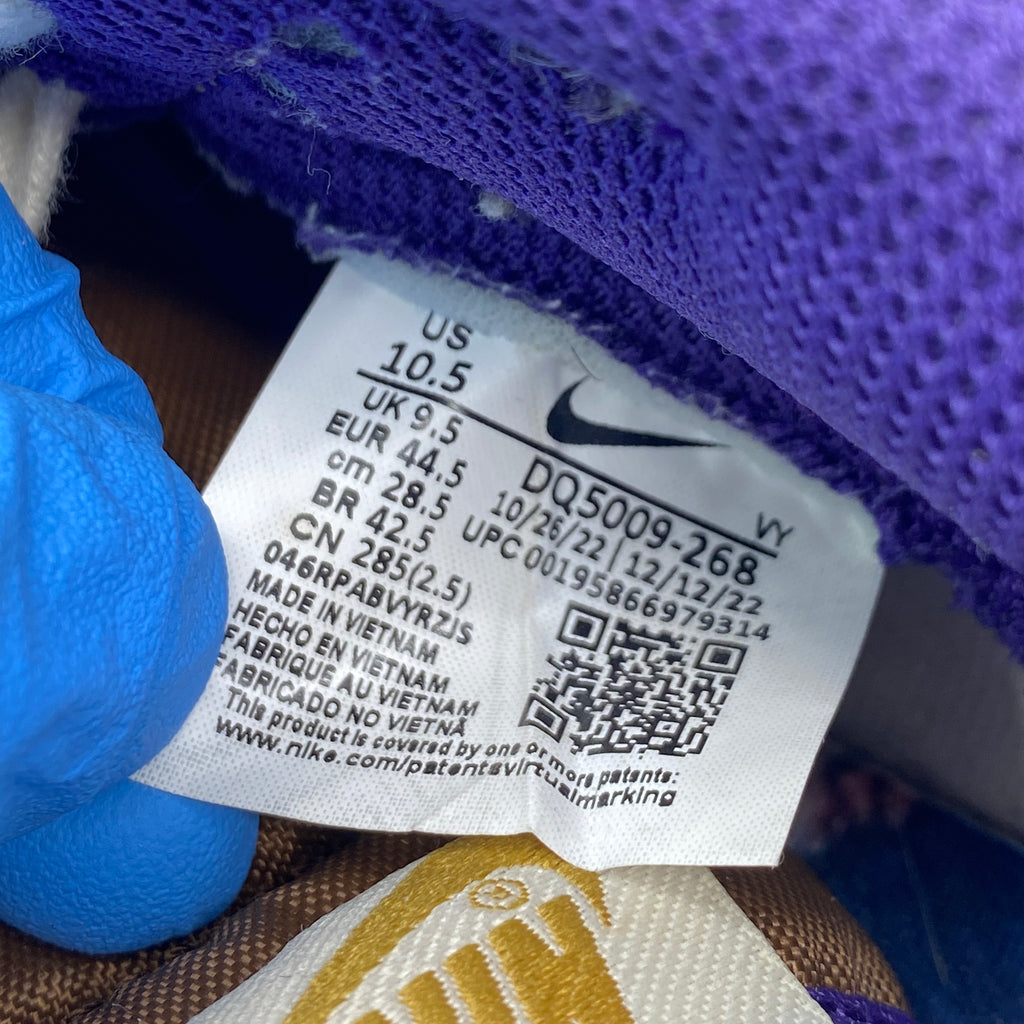 US
10.5
UK 9.5
EUR 44.5
cm 28.5
BR 42.5
CN 285(2.5)
046RPABVYRZJS
MADE IN VIETNAM
HECHO EN VIETNAM
FABRIQUÉ AU VIETNAM
FABRICADO NO VIETNÃ
This product is covered by one or more patents:
www.nike.com/patentsvirtualmarking
VY
DQ5009-268
10/26/22 | 12/12/22
UPC 00195866979314